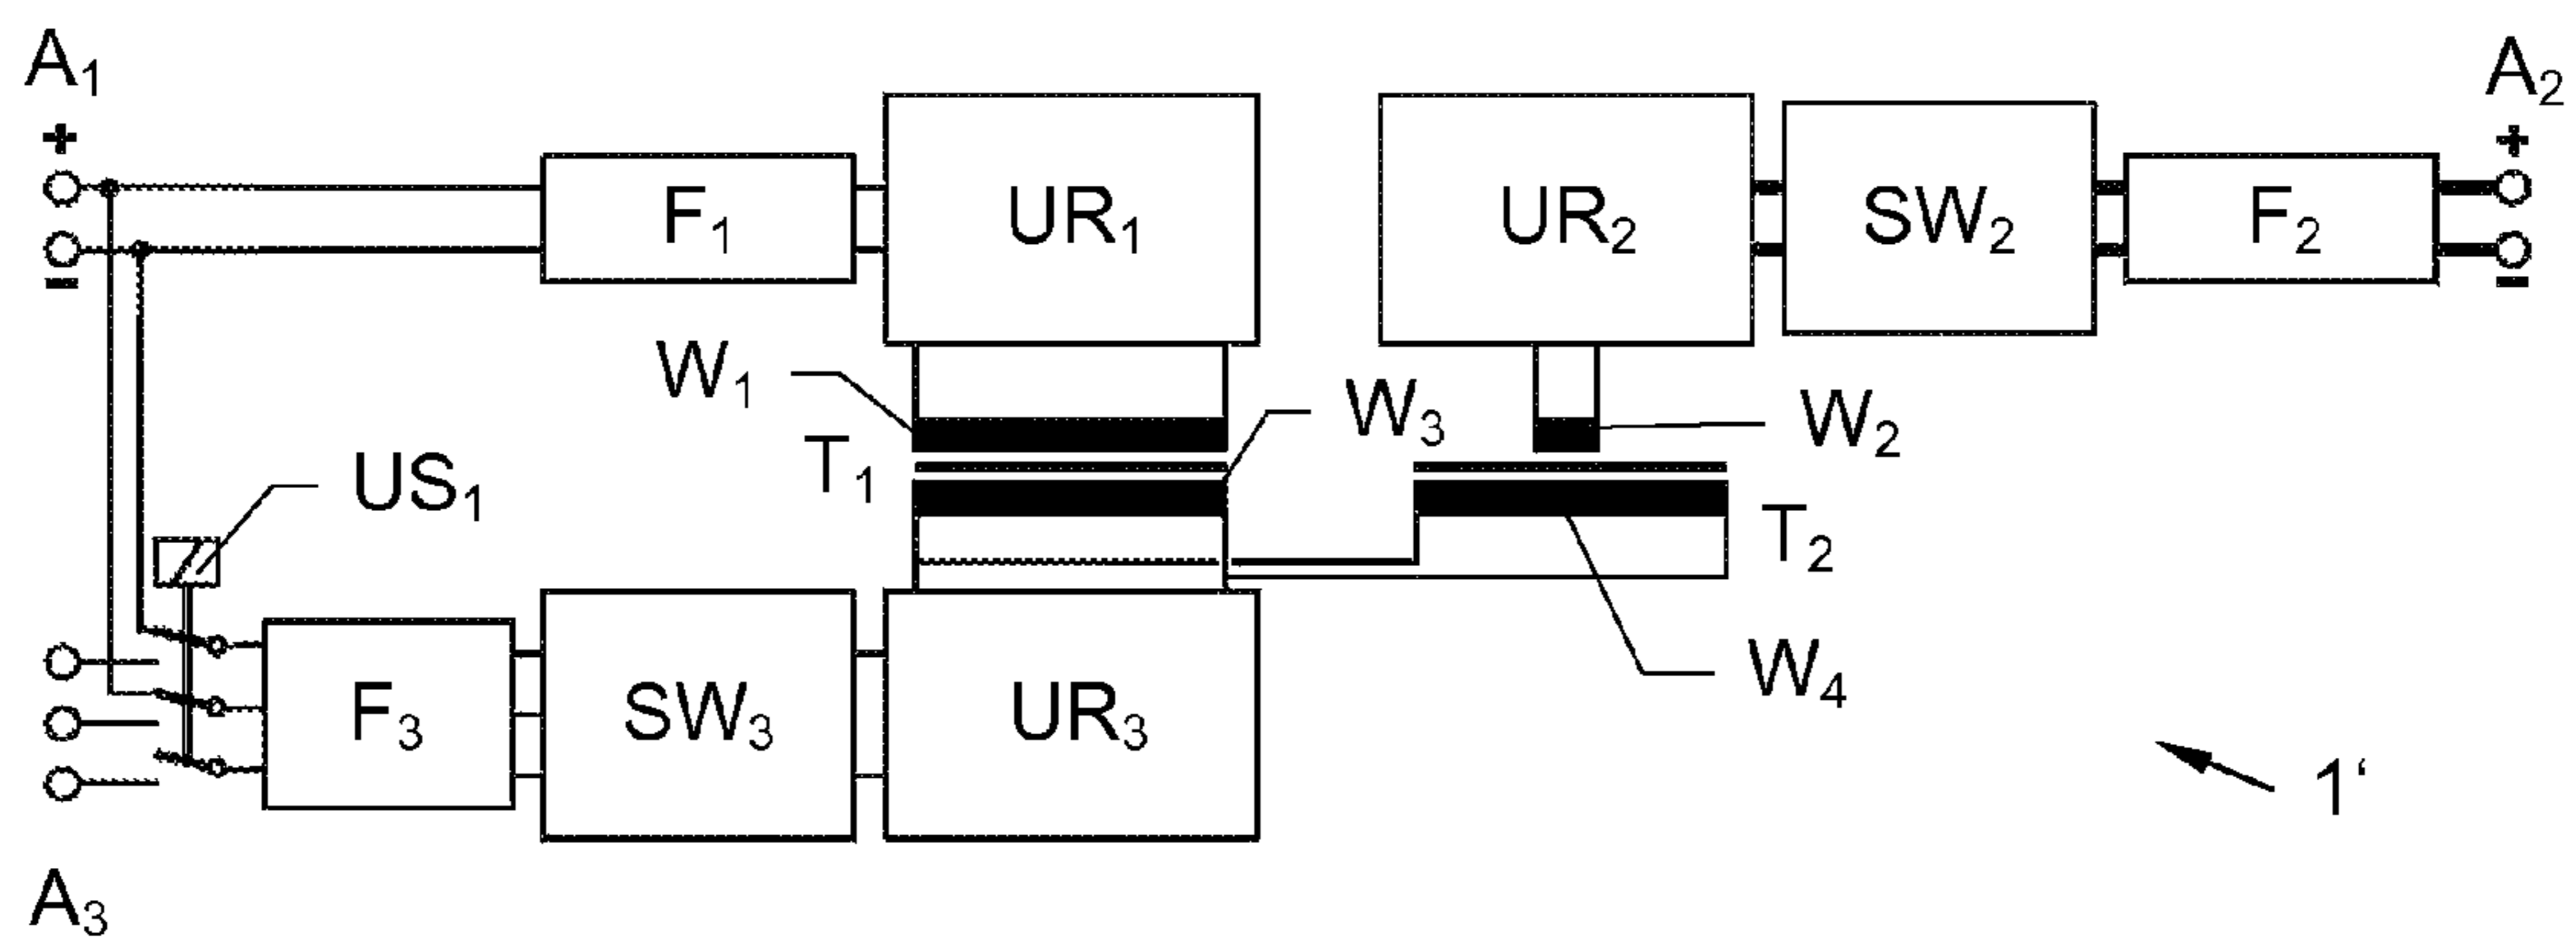 A₁ A₂
+ +
F₁ UR₁ UR₂ SW₂ F₂
− −
W₁ W₃ W₂
T₁ US₁
T₂
F₃ SW₃ UR₃ W₄
1‘
A₃